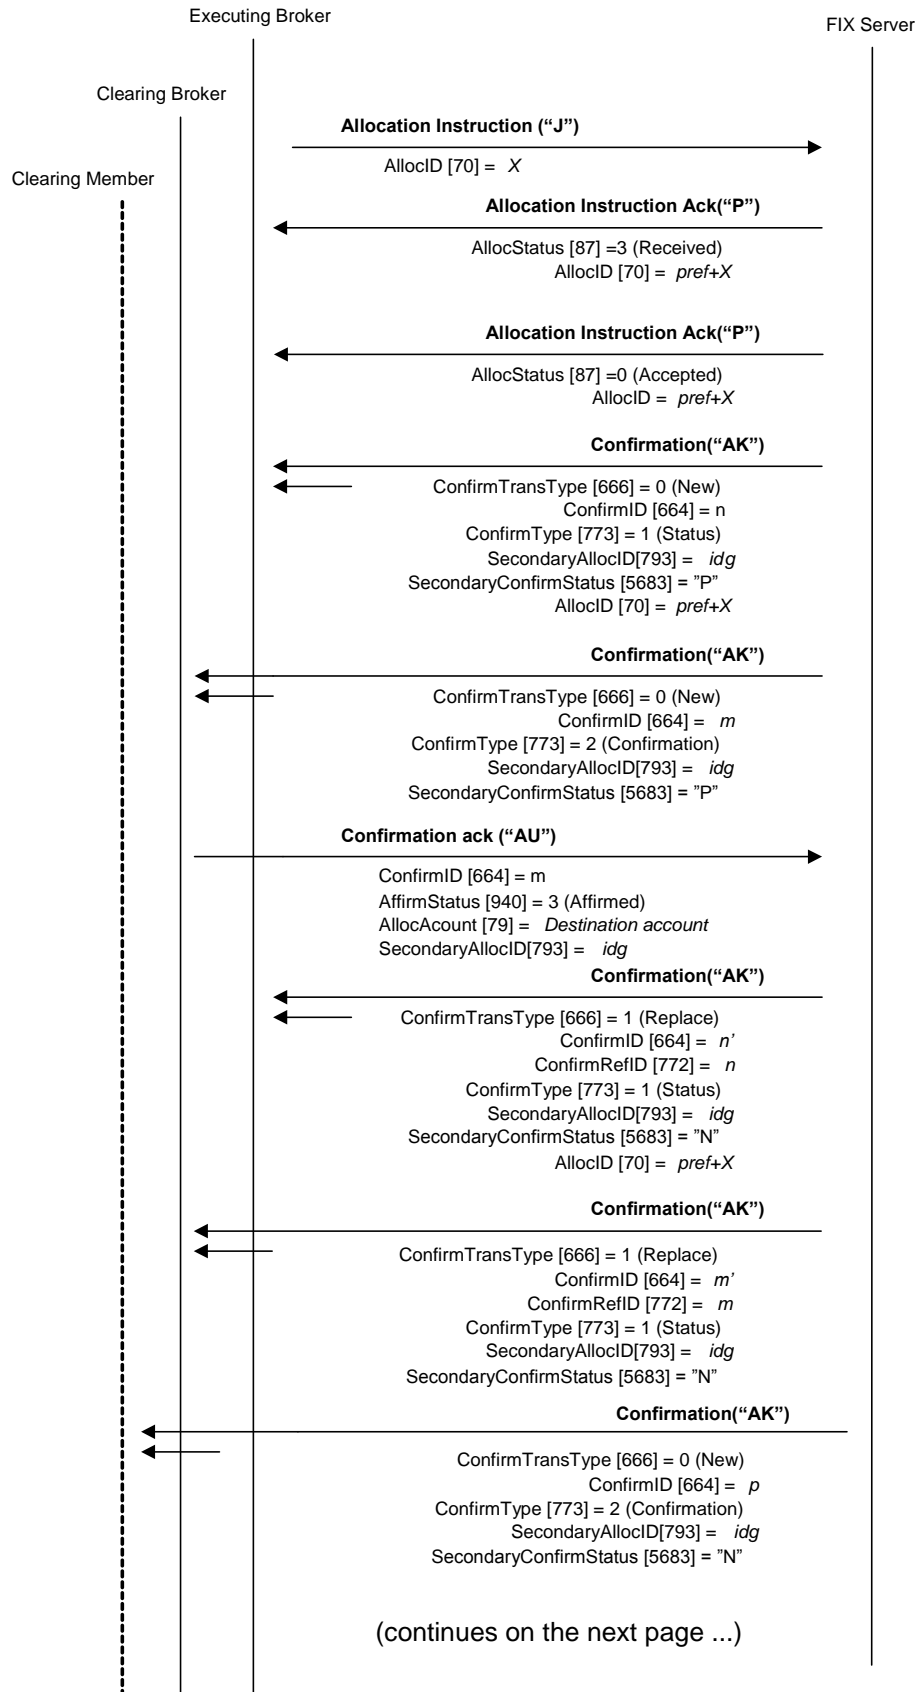 Executing Broker
FIX Server
Clearing Broker
Clearing Member
Allocation Instruction (“J”)
AllocID [70] = X
Allocation Instruction Ack(“P”)
AllocStatus [87] =3 (Received)
AllocID [70] = pref+X
Allocation Instruction Ack(“P”)
AllocStatus [87] =0 (Accepted)
AllocID = pref+X
Confirmation(“AK”)
ConfirmTransType [666] = 0 (New)
ConfirmID [664] = n
ConfirmType [773] = 1 (Status)
SecondaryAllocID[793] = idg
SecondaryConfirmStatus [5683] = ”P”
AllocID [70] = pref+X
Confirmation(“AK”)
ConfirmTransType [666] = 0 (New)
ConfirmID [664] = m
ConfirmType [773] = 2 (Confirmation)
SecondaryAllocID[793] = idg
SecondaryConfirmStatus [5683] = ”P”
Confirmation ack (“AU”)
ConfirmID [664] = m
AffirmStatus [940] = 3 (Affirmed)
AllocAcount [79] = Destination account
SecondaryAllocID[793] = idg
Confirmation(“AK”)
ConfirmTransType [666] = 1 (Replace)
ConfirmID [664] = n’
ConfirmRefID [772] = n
ConfirmType [773] = 1 (Status)
SecondaryAllocID[793] = idg
SecondaryConfirmStatus [5683] = ”N”
AllocID [70] = pref+X
Confirmation(“AK”)
ConfirmTransType [666] = 1 (Replace)
ConfirmID [664] = m’
ConfirmRefID [772] = m
ConfirmType [773] = 1 (Status)
SecondaryAllocID[793] = idg
SecondaryConfirmStatus [5683] = ”N”
Confirmation(“AK”)
ConfirmTransType [666] = 0 (New)
ConfirmID [664] = p
ConfirmType [773] = 2 (Confirmation)
SecondaryAllocID[793] = idg
SecondaryConfirmStatus [5683] = ”N”
(continues on the next page ...)